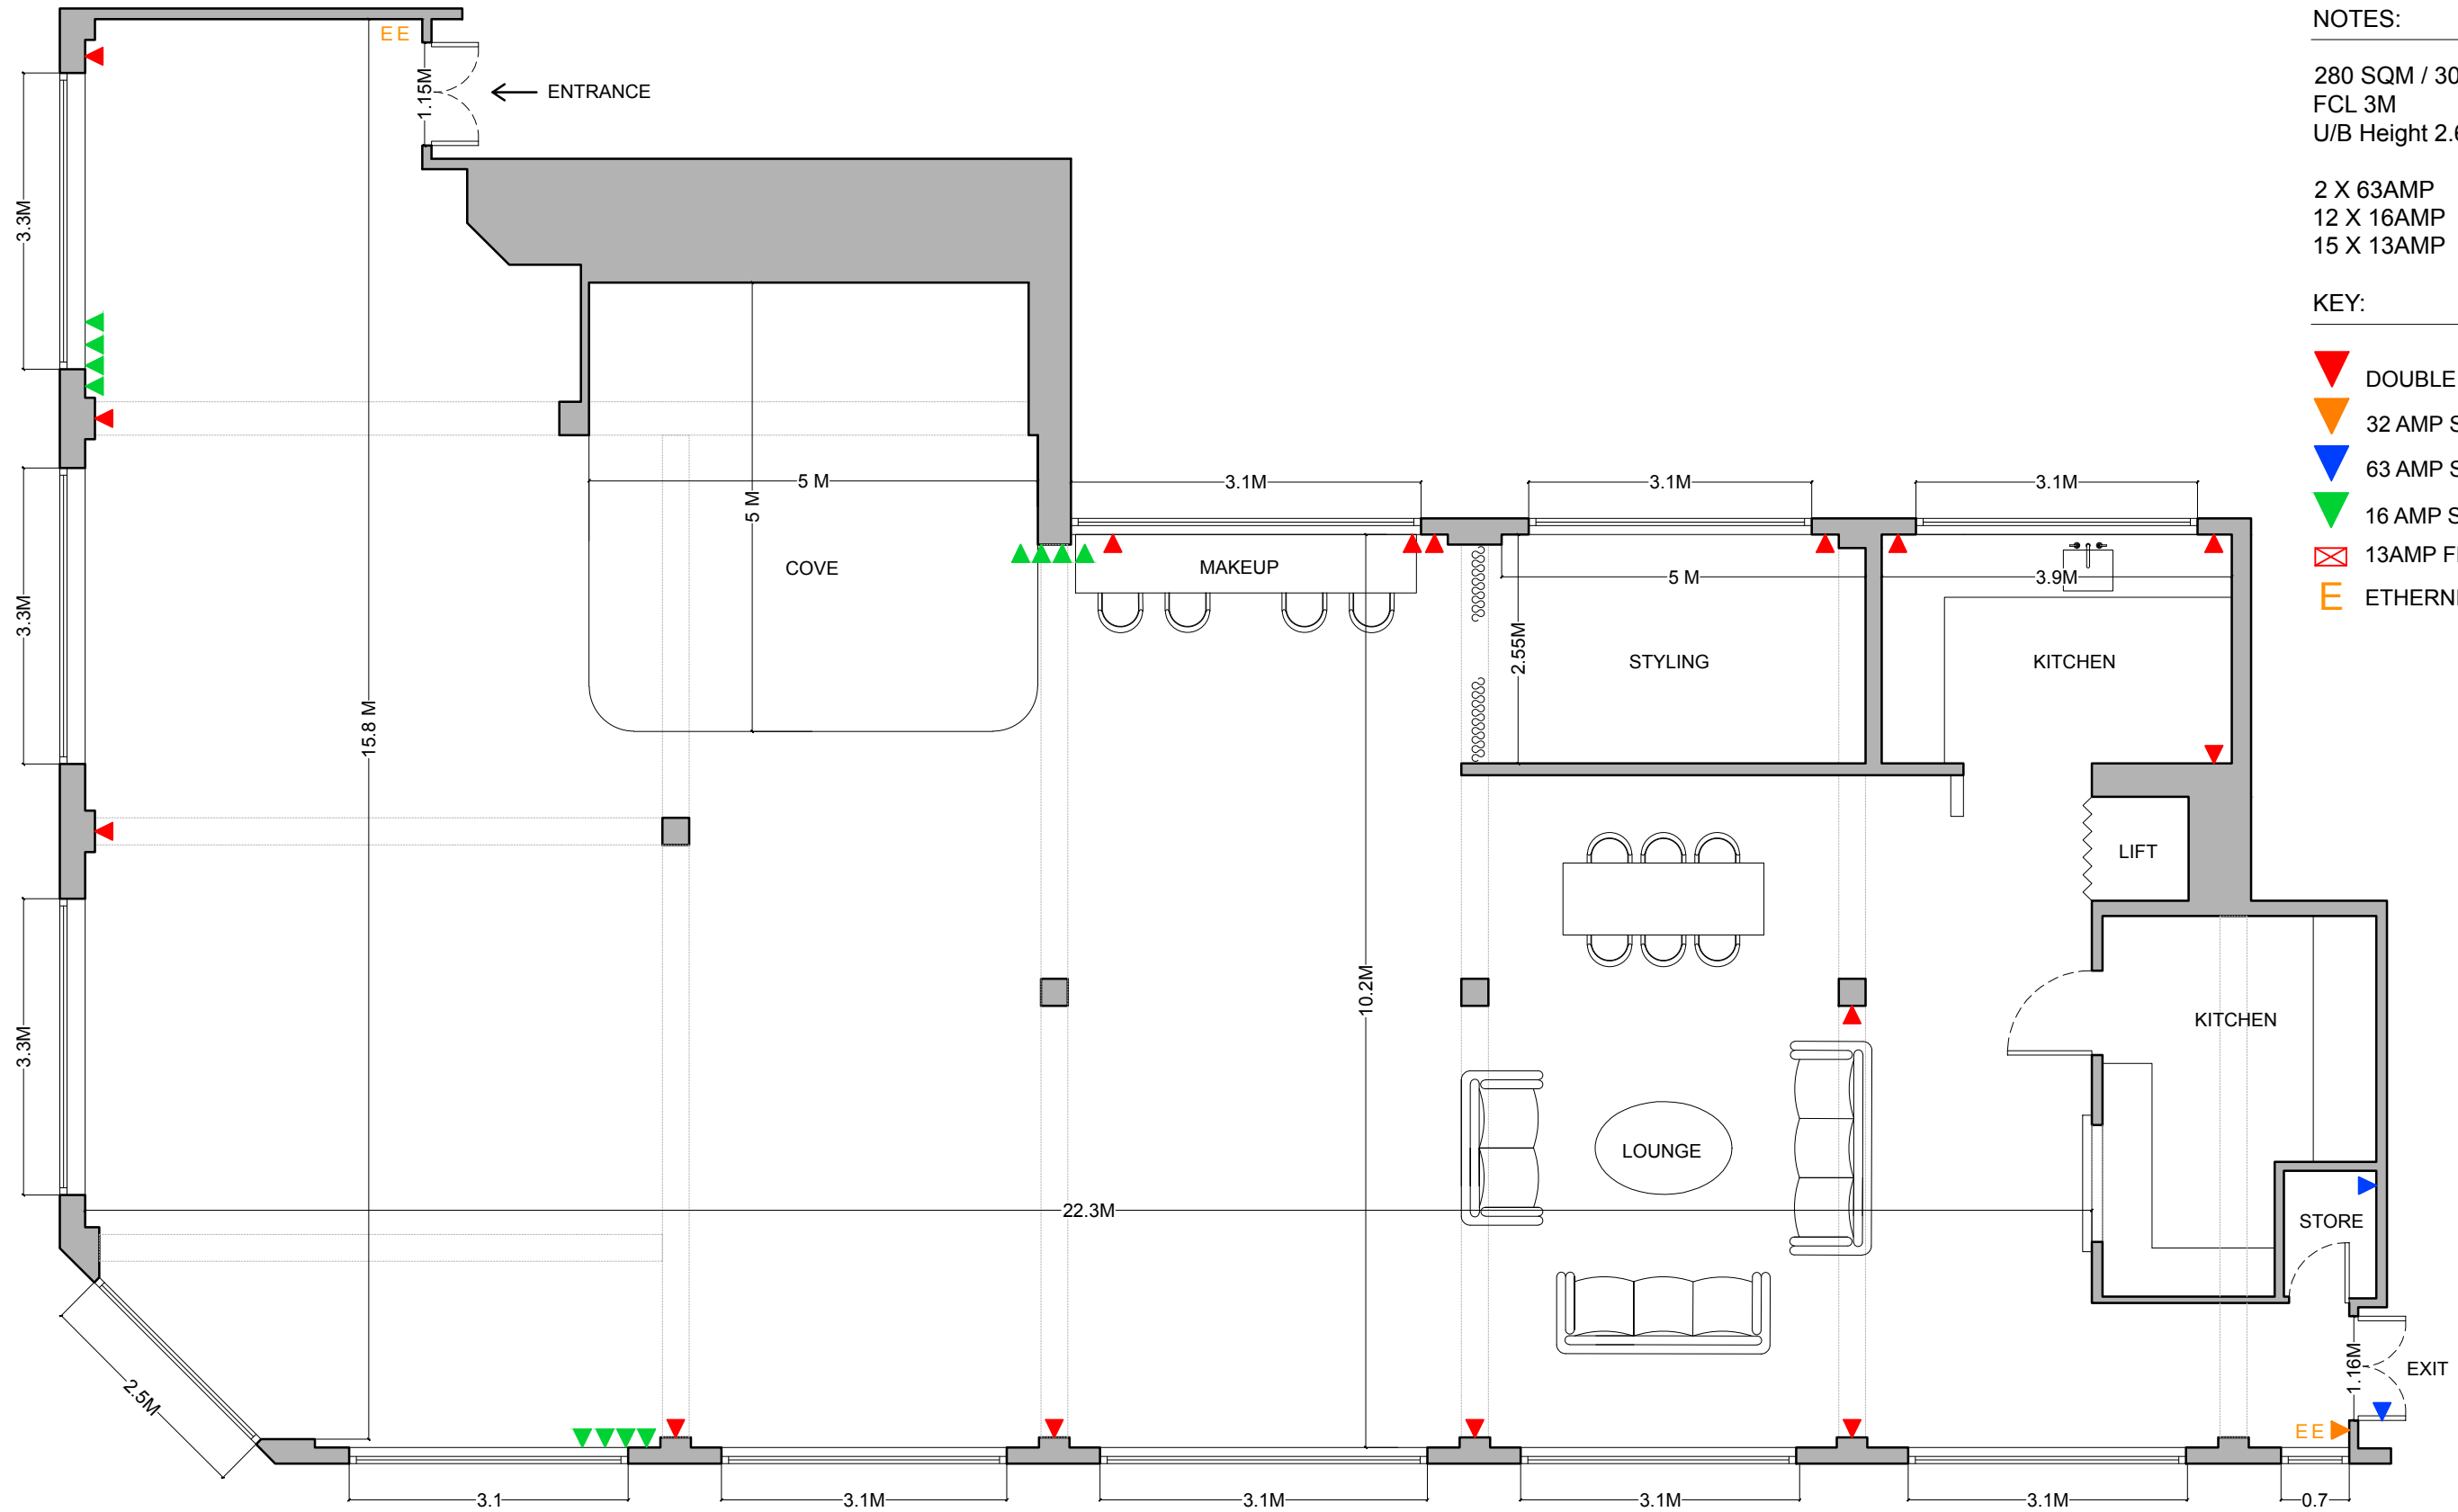 NOTES:
280 SQM / 30
FCL 3M
U/B Height 2.6
2 X 63AMP
12 X 16AMP
15 X 13AMP
KEY:
DOUBLE
32 AMP S
63 AMP S
16 AMP S
13AMP F
E ETHERN
E E
1.15M
ENTRANCE
3.3M
5 M
5 M
COVE
3.1M
3.1M
3.1M
MAKEUP
5 M
3.9M
2.55M
STYLING
KITCHEN
3.3M
15.8 M
LIFT
10.2M
KITCHEN
3.3M
LOUNGE
22.3M
STORE
2.5M
1.16M
EXIT
E E
3.1
3.1M
3.1M
3.1M
3.1M
0.7